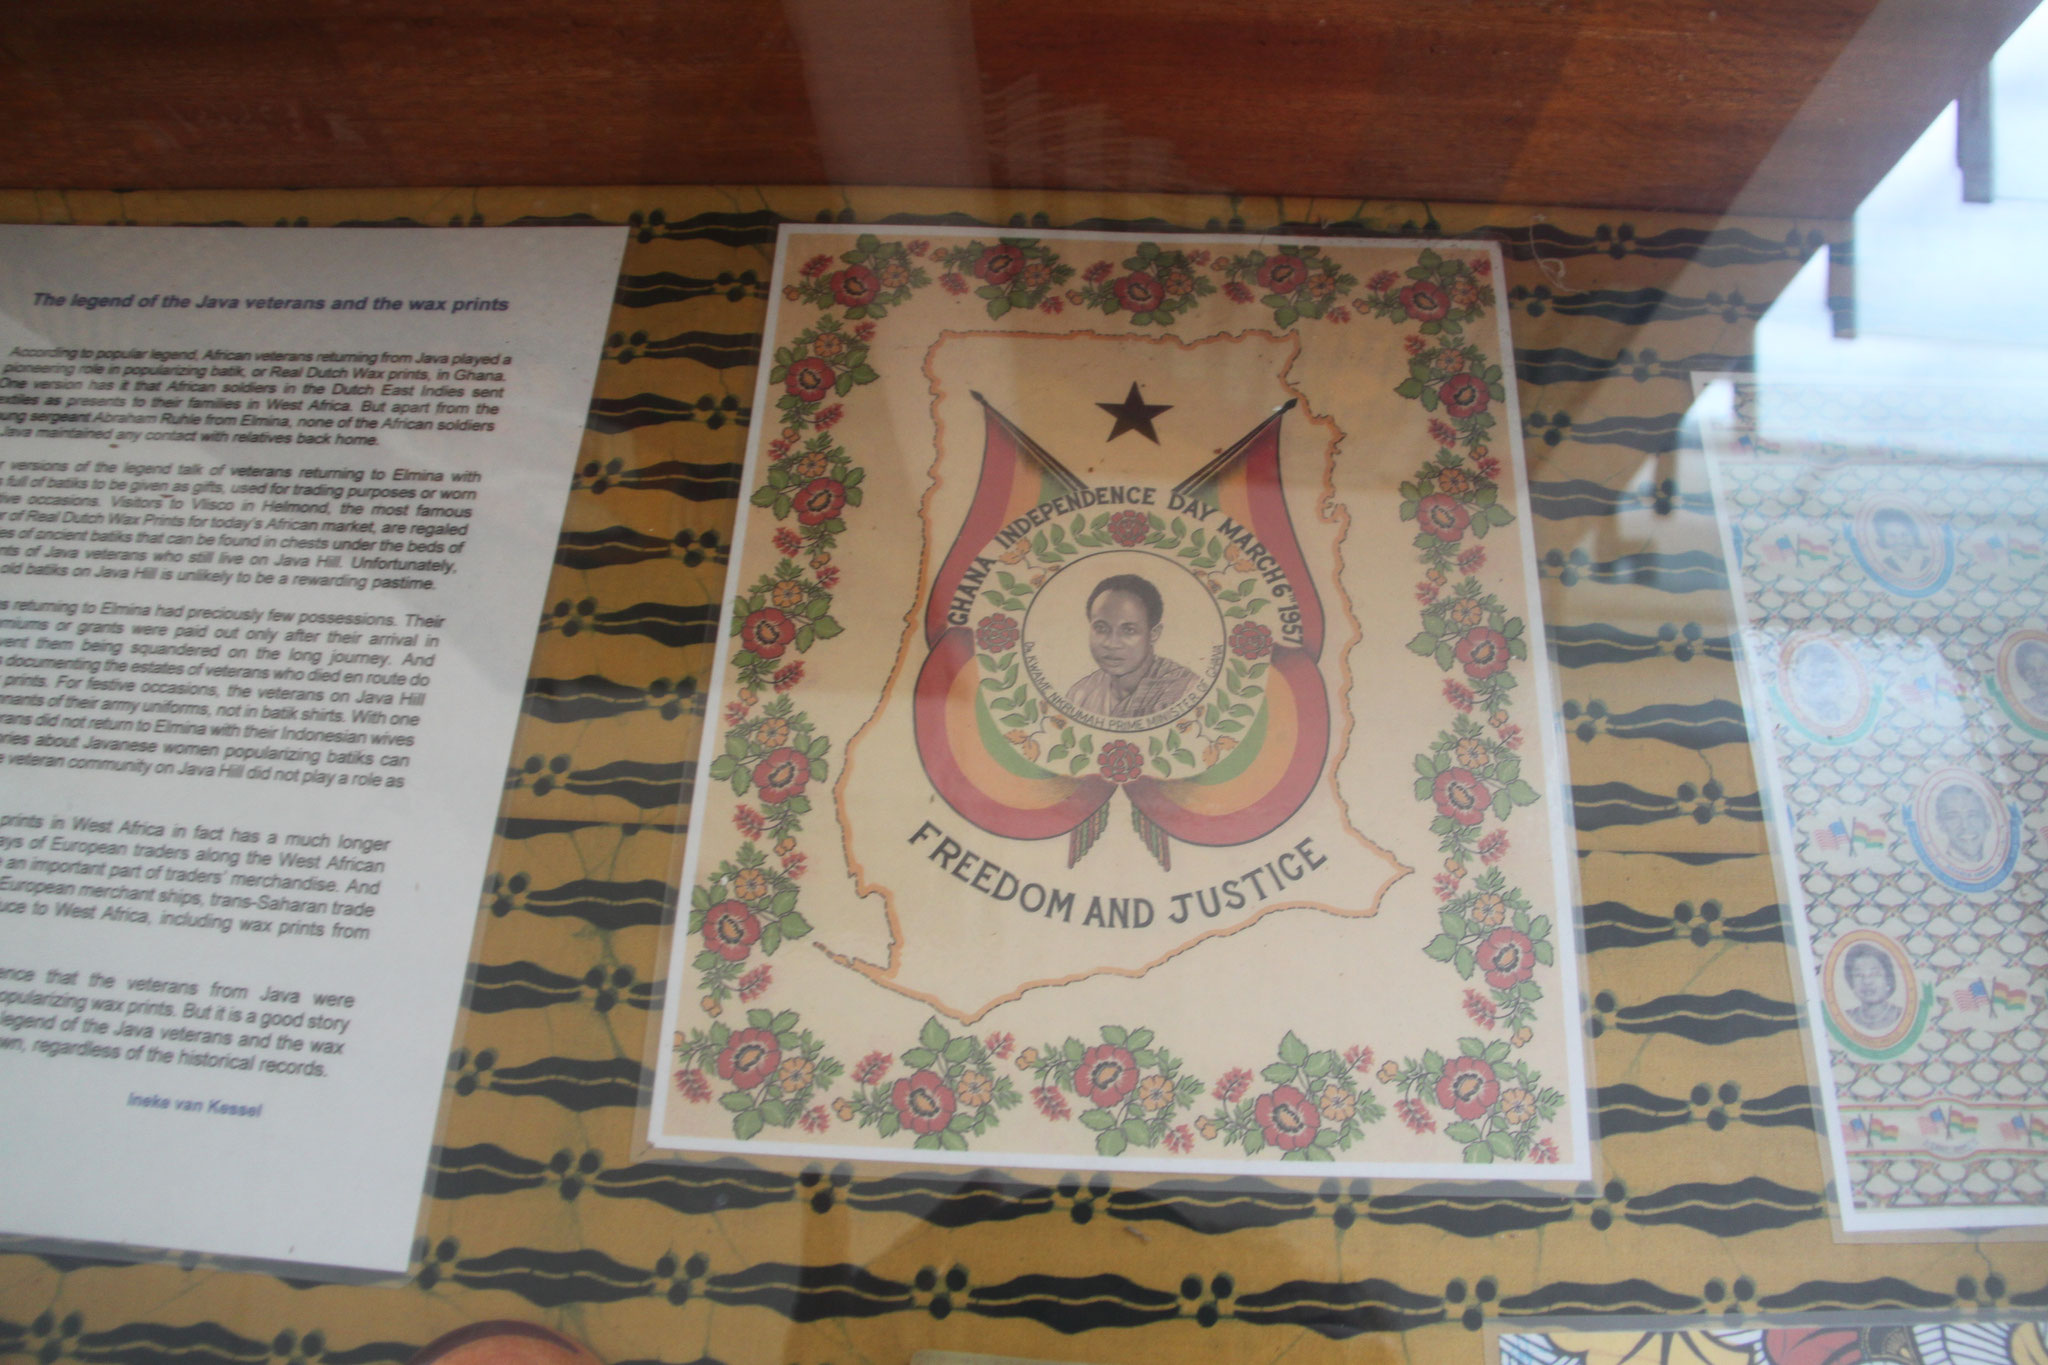 The legend of the Java veterans and the wax prints
According to popular legend, African veterans returning from Java played a
pioneering role in popularizing batik, or Real Dutch Wax prints, in Ghana.
One version has it that African soldiers in the Dutch East Indies sent
textiles as presents to their families in West Africa. But apart from the
sergeant Abraham Ruhle from Elmina, none of the African soldiers
Java maintained any contact with relatives back home.
versions of the legend talk of veterans returning to Elmina with
full of batiks to be given as gifts, used for trading purposes or worn
occasions. Visitors to Vlisco in Helmond, the most famous
of Real Dutch Wax Prints for today's African market, are regaled
of ancient batiks that can be found in chests under the beds of
of Java veterans who still live on Java Hill. Unfortunately,
old batiks on Java Hill is unlikely to be a rewarding pastime.
returning to Elmina had preciously few possessions. Their
or grants were paid out only after their arrival in
them being squandered on the long journey. And
documenting the estates of veterans who died en route do
prints. For festive occasions, the veterans on Java Hill
of their army uniforms, not in batik shirts. With one
did not return to Elmina with their Indonesian wives
about Javanese women popularizing batiks can
veteran community on Java Hill did not play a role as
prints in West Africa in fact has a much longer
of European traders along the West African
an important part of traders' merchandise. And
European merchant ships, trans-Saharan trade
to West Africa, including wax prints from
that the veterans from Java were
popularizing wax prints. But it is a good story
legend of the Java veterans and the wax
regardless of the historical records.
Ineke van Kessel
GHANA INDEPENDENCE DAY MARCH 6TH 1957
DR. KWAME NKRUMAH PRIME MINISTER OF GHANA
FREEDOM AND JUSTICE